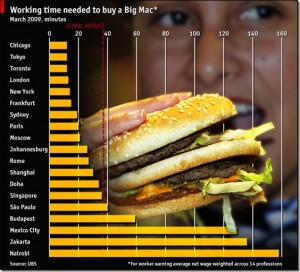 Working time needed to buy a Big Mac*
March 2009, minutes
GLOBAL AVERAGE
0 20 40 60 80 100 120 140 160
Chicago
Tokyo
Toronto
London
New York
Frankfurt
Sydney
Paris
Moscow
Johannesburg
Rome
Shanghai
Doha
Singapore
São Paulo
Budapest
Mexico City
Jakarta
Nairobi
Source: UBS
*For worker earning average net wage weighted across 14 professions